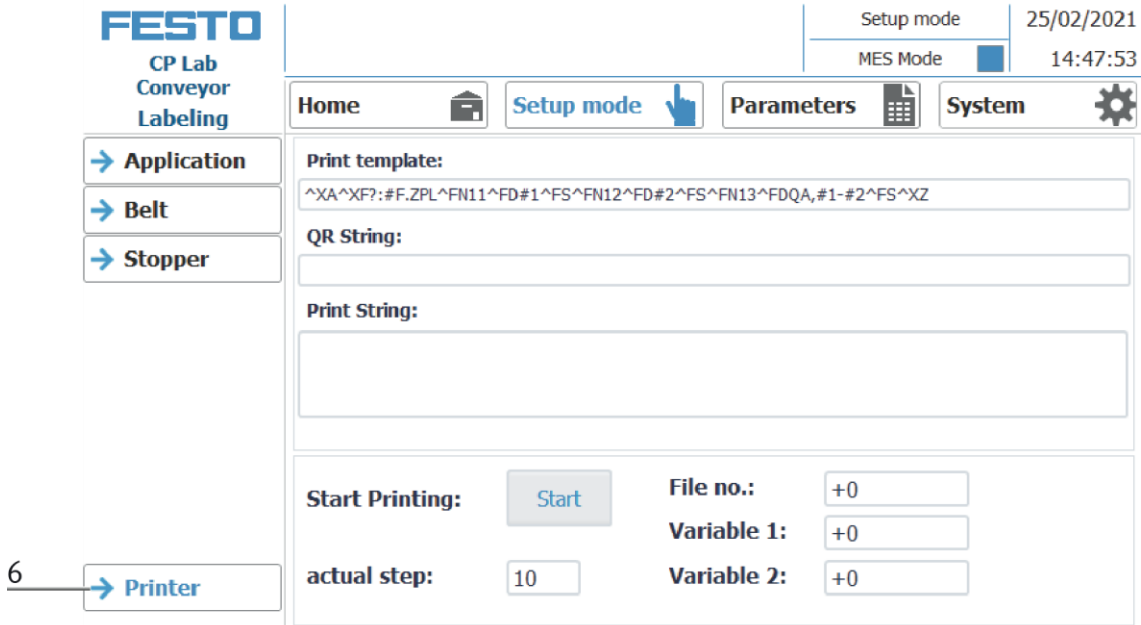 FESTO
CP Lab
Conveyor
Labeling
Setup mode
25/02/2021
MES Mode
14:47:53
Home
Setup mode
Parameters
System
Application
Belt
Stopper
Print template:
^XA^XF?:#F.ZPL^FN11^FD#1^FS^FN12^FD#2^FS^FN13^FDQA,#1-#2^FS^XZ
QR String:
Print String:
Start Printing:
Start
File no.:
+0
Variable 1:
+0
actual step:
10
Variable 2:
+0
6
Printer